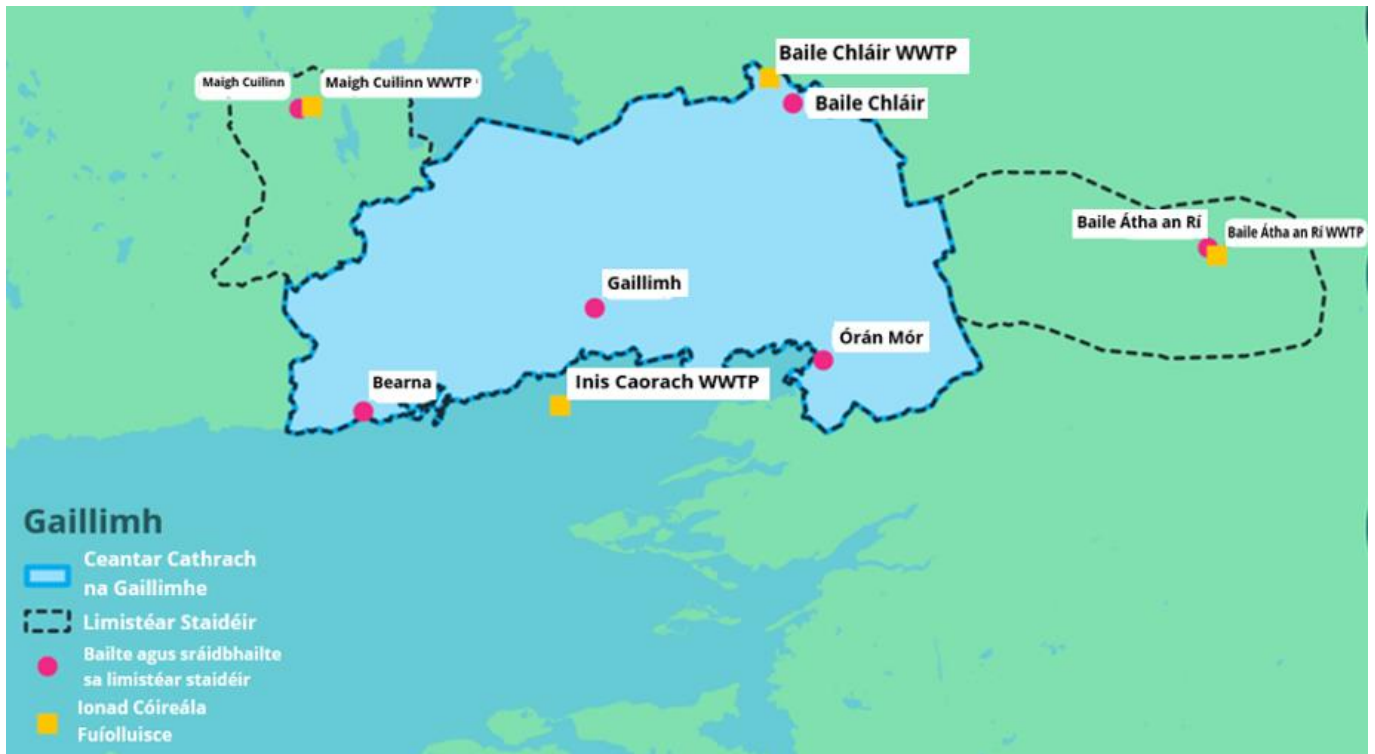 Baile Chláir WWTP
Maigh Cuilinn
Maigh Cuilinn WWTP
Baile Chláir
Baile Átha an Rí
Baile Átha an Rí WWTP
Gaillimh
Órán Mór
Bearna
Inis Caorach WWTP
Gaillimh
Ceantar Cathrach
na Gaillimhe
Limistéar Staidéir
Bailte agus sráidbhailte
sa limistéar staidéir
Ionad Cóireála
Fuíolluisce